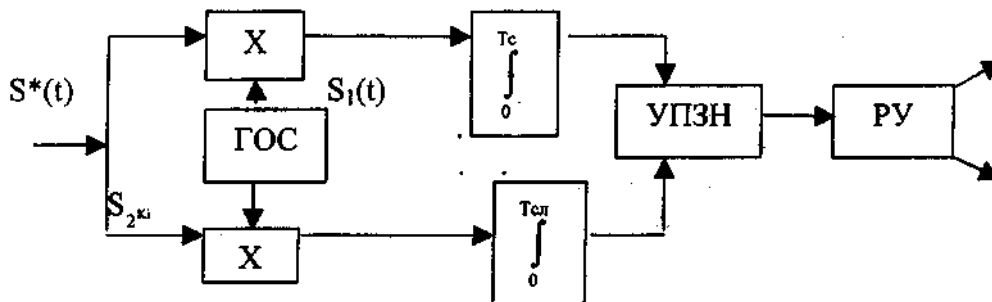 S*(t)
X
S₁(t)
ГОС
S₂ᴷⁱ
X
Tc
∫
0
Tсл
∫
0
УПЗН
РУ